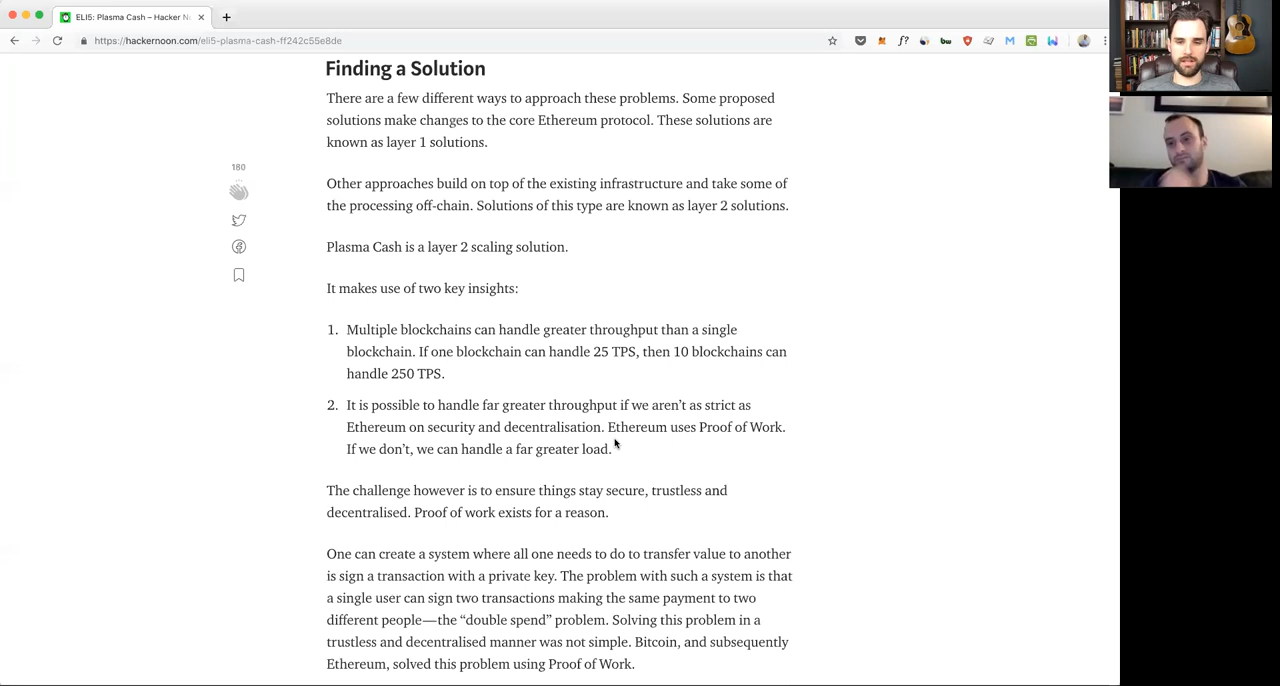 ELI5: Plasma Cash – Hacker N
https://hackernoon.com/eli5-plasma-cash-ff242c55e8de
f?
bw
M
Finding a Solution
There are a few different ways to approach these problems. Some proposed
solutions make changes to the core Ethereum protocol. These solutions are
known as layer 1 solutions.
180
Other approaches build on top of the existing infrastructure and take some of
the processing off-chain. Solutions of this type are known as layer 2 solutions.
Plasma Cash is a layer 2 scaling solution.
It makes use of two key insights:
1. Multiple blockchains can handle greater throughput than a single
blockchain. If one blockchain can handle 25 TPS, then 10 blockchains can
handle 250 TPS.
2. It is possible to handle far greater throughput if we aren’t as strict as
Ethereum on security and decentralisation. Ethereum uses Proof of Work.
If we don’t, we can handle a far greater load.
The challenge however is to ensure things stay secure, trustless and
decentralised. Proof of work exists for a reason.
One can create a system where all one needs to do to transfer value to another
is sign a transaction with a private key. The problem with such a system is that
a single user can sign two transactions making the same payment to two
different people — the “double spend” problem. Solving this problem in a
trustless and decentralised manner was not simple. Bitcoin, and subsequently
Ethereum, solved this problem using Proof of Work.